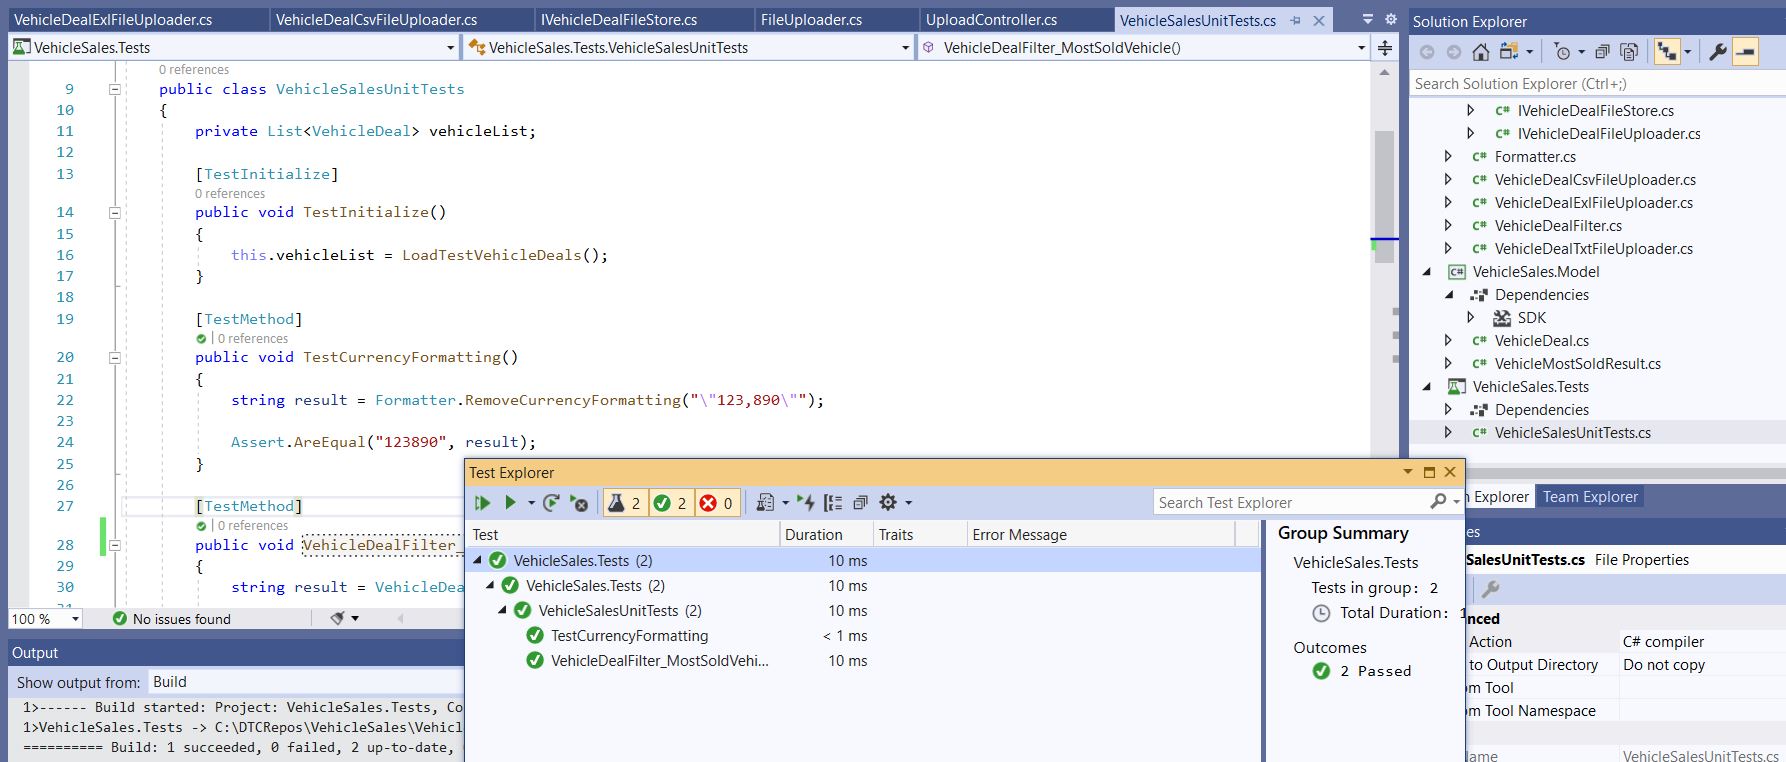 VehicleDealExlFileUploader.cs VehicleDealCsvFileUploader.cs IVehicleDealFileStore.cs FileUploader.cs UploadController.cs VehicleSalesUnitTests.cs
VehicleSales.Tests VehicleSales.Tests.VehicleSalesUnitTests VehicleDealFilter_MostSoldVehicle()
0 references
9 public class VehicleSalesUnitTests
10 {
11 private List<VehicleDeal> vehicleList;
12
13 [TestInitialize]
0 references
14 public void TestInitialize()
15 {
16 this.vehicleList = LoadTestVehicleDeals();
17 }
18
19 [TestMethod]
| 0 references
20 public void TestCurrencyFormatting()
21 {
22 string result = Formatter.RemoveCurrencyFormatting("\"123,890\"");
23
24 Assert.AreEqual("123890", result);
25 }
26
27 [TestMethod]
| 0 references
28 public void VehicleDealFilter_
29 {
30 string result = VehicleDea
100 % No issues found
Output
Show output from: Build
1>------ Build started: Project: VehicleSales.Tests, Co
1>VehicleSales.Tests -> C:\DTCRepos\VehicleSales\Vehicl
========== Build: 1 succeeded, 0 failed, 2 up-to-date,
Test Explorer
2 2 0
Search Test Explorer
Test Duration Traits Error Message
VehicleSales.Tests (2) 10 ms
VehicleSales.Tests (2) 10 ms
VehicleSalesUnitTests (2) 10 ms
TestCurrencyFormatting < 1 ms
VehicleDealFilter_MostSoldVehi... 10 ms
Group Summary
VehicleSales.Tests
Tests in group: 2
Total Duration: 1
Outcomes
2 Passed
Solution Explorer
Search Solution Explorer (Ctrl+;)
IVehicleDealFileStore.cs
IVehicleDealFileUploader.cs
Formatter.cs
VehicleDealCsvFileUploader.cs
VehicleDealExlFileUploader.cs
VehicleDealFilter.cs
VehicleDealTxtFileUploader.cs
VehicleSales.Model
Dependencies
SDK
VehicleDeal.cs
VehicleMostSoldResult.cs
VehicleSales.Tests
Dependencies
VehicleSalesUnitTests.cs
n Explorer Team Explorer
es
SalesUnitTests.cs File Properties
nced
Action C# compiler
to Output Directory Do not copy
om Tool
om Tool Namespace
ame VehicleSalesUnitTests.cs